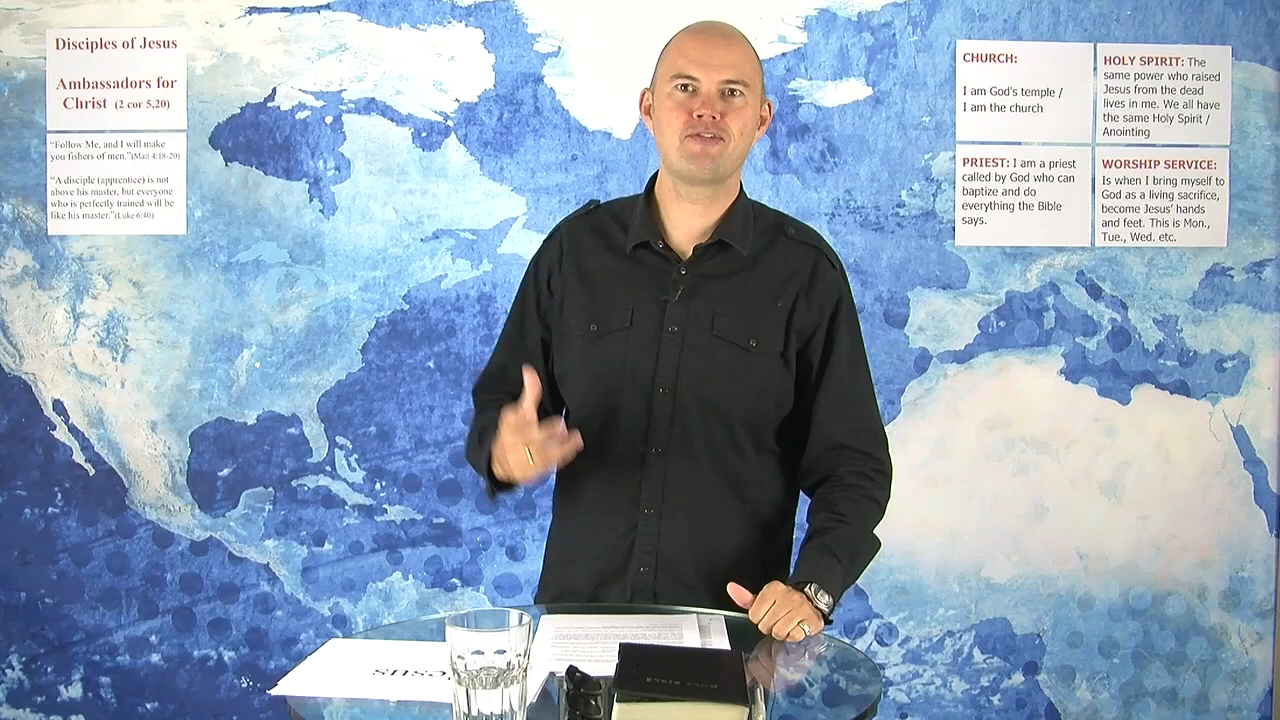 Disciples of Jesus
Ambassadors for
Christ (2 cor 5,20)
“Follow Me, and I will make
you fishers of men.”(Matt 4:18-20)
“A disciple (apprentice) is not
above his master, but everyone
who is perfectly trained will be
like his master.”(Luke 6:40)
CHURCH:
I am God's temple /
I am the church
HOLY SPIRIT: The
same power who raised
Jesus from the dead
lives in me. We all have
the same Holy Spirit /
Anointing
PRIEST: I am a priest
called by God who can
baptize and do
everything the Bible
says.
WORSHIP SERVICE:
Is when I bring myself to
God as a living sacrifice,
become Jesus’ hands
and feet. This is Mon.,
Tue., Wed. etc.
HOLY BIBLE